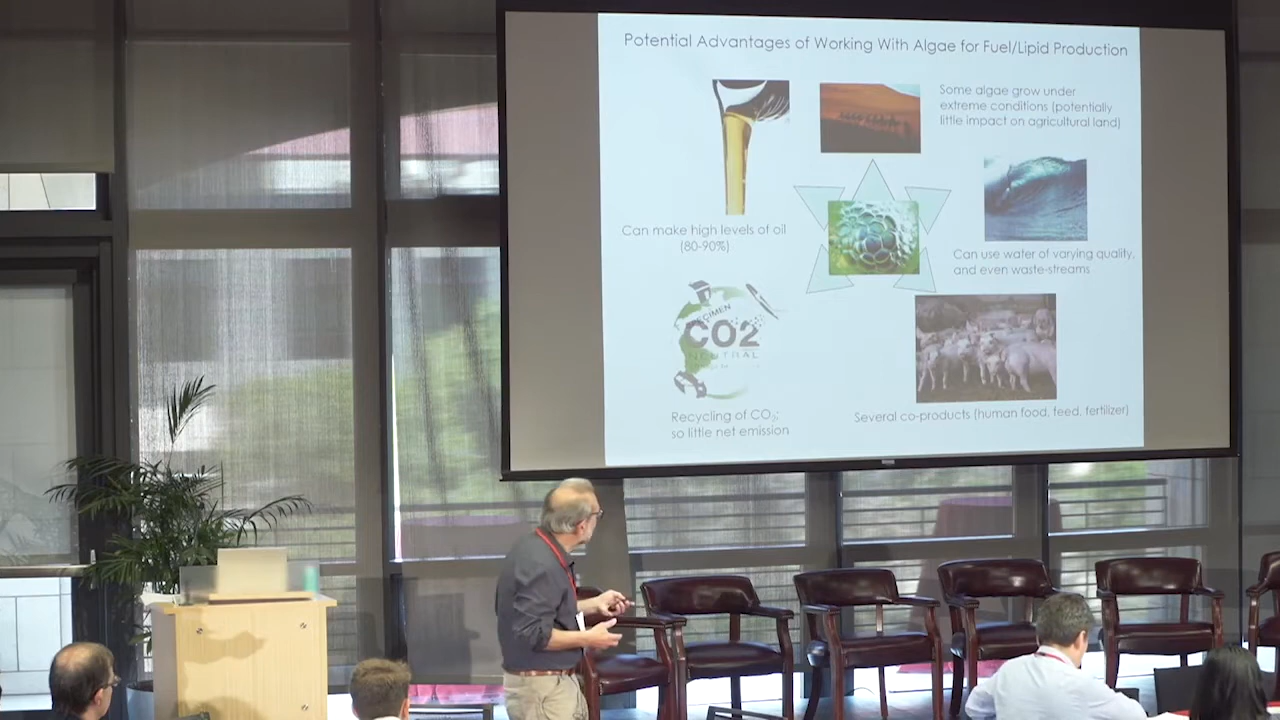 Potential Advantages of Working With Algae for Fuel/Lipid Production
Some algae grow under
extreme conditions (potentially
little impact on agricultural land)
Can make high levels of oil
(80-90%)
Can use water of varying quality,
and even waste-streams
SPECIMEN
CO2
NEUTRAL
Recycling of CO2;
so little net emission
Several co-products (human food, feed, fertilizer)